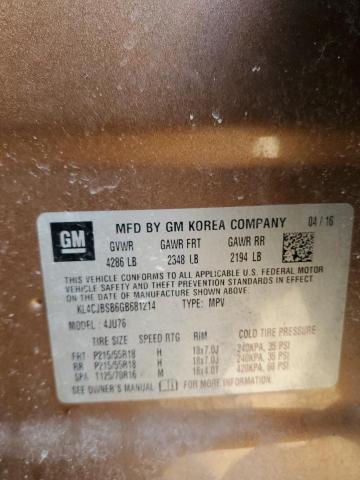 GM MFD BY GM KOREA COMPANY 04/16
GVWR GAWR FRT GAWR RR
4286 LB 2348 LB 2194 LB
THIS VEHICLE CONFORMS TO ALL APPLICABLE U.S. FEDERAL MOTOR
VEHICLE SAFETY, BUMPER, AND THEFT PREVENTION STANDARDS
IN EFFECT ON THE DATE OF MANUFACTURE SHOWN ABOVE.
KL4CJBSB6GB681214 TYPE: MPV
MODEL: 4JU76
TIRE SIZE SPEED RTG RIM COLD TIRE PRESSURE
FRT P215/55R18 H 18x7.0J 240KPA, 35 PSI
RR P215/55R18 H 18x7.0J 240KPA, 35 PSI
SPA T125/70R16 M 16x4.0T 420KPA, 60 PSI
SEE OWNER'S MANUAL FOR MORE INFORMATION.